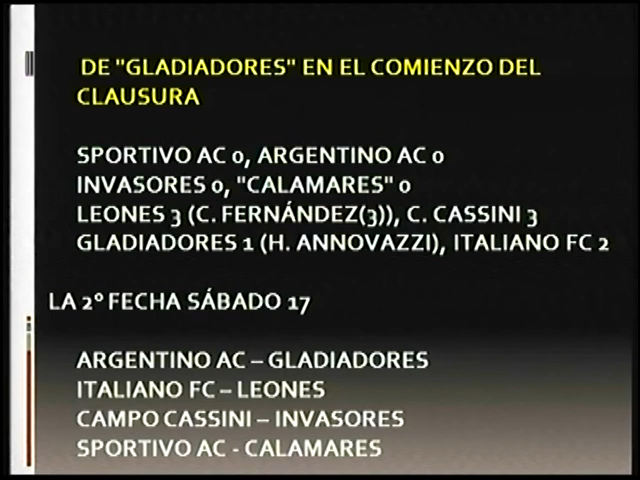 DE "GLADIADORES" EN EL COMIENZO DEL
CLAUSURA
SPORTIVO AC 0, ARGENTINO AC 0
INVASORES 0, "CALAMARES" 0
LEONES 3 (C. FERNÁNDEZ(3)), C. CASSINI 3
GLADIADORES 1 (H. ANNOVAZZI), ITALIANO FC 2
LA 2º FECHA SÁBADO 17
ARGENTINO AC – GLADIADORES
ITALIANO FC – LEONES
CAMPO CASSINI – INVASORES
SPORTIVO AC - CALAMARES